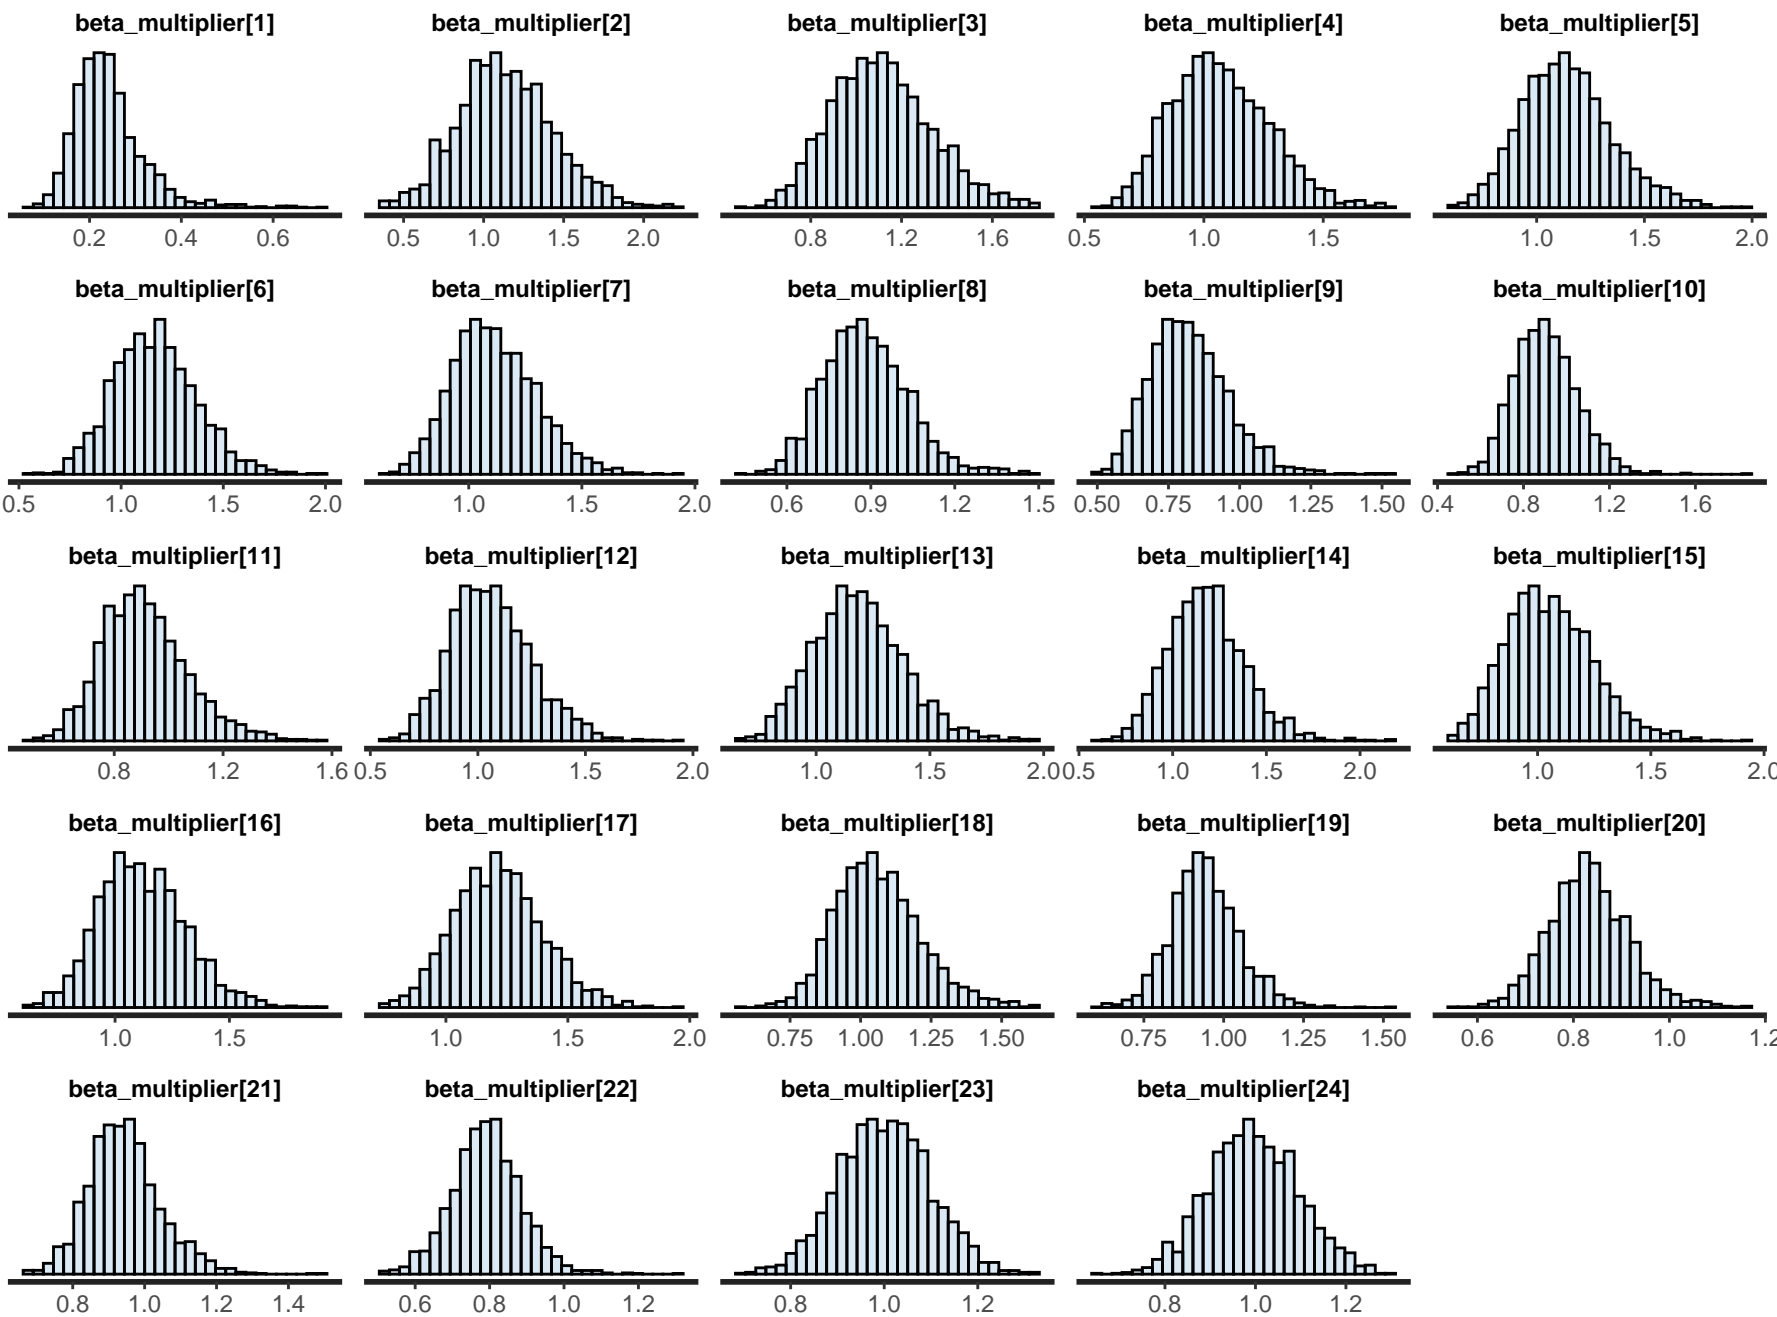 beta_multiplier[1] beta_multiplier[2] beta_multiplier[3] beta_multiplier[4] beta_multiplier[5]
0.2 0.4 0.6 0.5 1.0 1.5 2.0 0.8 1.2 1.6 0.5 1.0 1.5 1.0 1.5 2.0
beta_multiplier[6] beta_multiplier[7] beta_multiplier[8] beta_multiplier[9] beta_multiplier[10]
0.5 1.0 1.5 2.0 1.0 1.5 2.0 0.6 0.9 1.2 1.5 0.50 0.75 1.00 1.25 1.50 0.4 0.8 1.2 1.6
beta_multiplier[11] beta_multiplier[12] beta_multiplier[13] beta_multiplier[14] beta_multiplier[15]
0.8 1.2 1.6 0.5 1.0 1.5 2.0 1.0 1.5 2.0 0.5 1.0 1.5 2.0 1.0 1.5 2.0
beta_multiplier[16] beta_multiplier[17] beta_multiplier[18] beta_multiplier[19] beta_multiplier[20]
1.0 1.5 1.0 1.5 2.0 0.75 1.00 1.25 1.50 0.75 1.00 1.25 1.50 0.6 0.8 1.0 1.2
beta_multiplier[21] beta_multiplier[22] beta_multiplier[23] beta_multiplier[24]
0.8 1.0 1.2 1.4 0.6 0.8 1.0 1.2 0.8 1.0 1.2 0.8 1.0 1.2